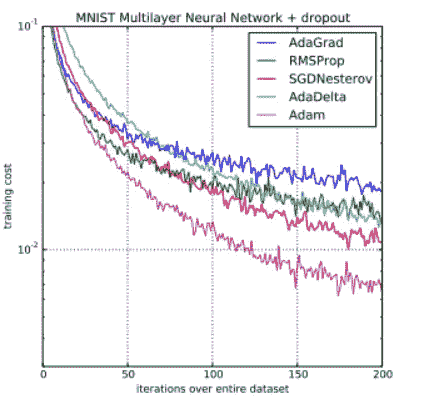 MNIST Multilayer Neural Network + dropout
10⁻¹
AdaGrad
RMSProp
SGDNesterov
AdaDelta
Adam
training cost
10⁻²
0 50 100 150 200
iterations over entire dataset